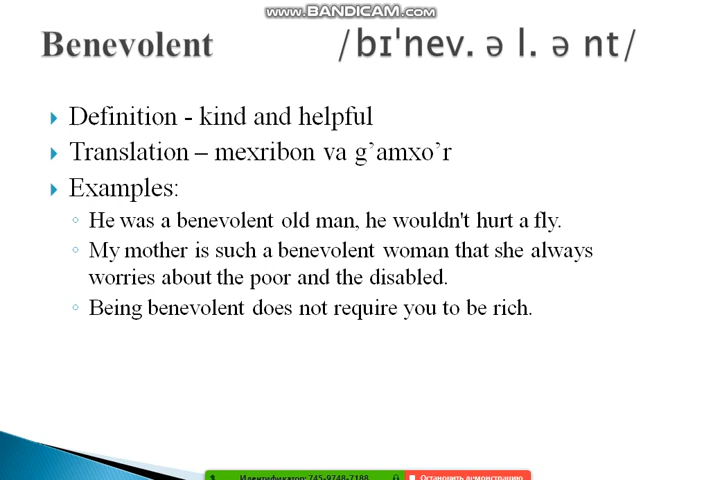 www.BANDICAM.com
Benevolent /bɪˈnev. ə l. ə nt/
Definition - kind and helpful
Translation – mexribon va g’amxo’r
Examples:
He was a benevolent old man, he wouldn't hurt a fly.
My mother is such a benevolent woman that she always
worries about the poor and the disabled.
Being benevolent does not require you to be rich.
Идентификатор: 745-9748-7188 Остановить демонстрацию